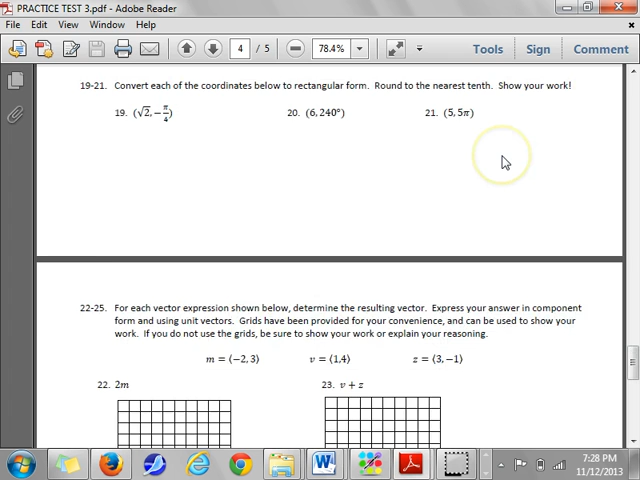 PRACTICE TEST 3.pdf - Adobe Reader
File Edit View Window Help
4 / 5 78.4% Tools Sign Comment
19-21. Convert each of the coordinates below to rectangular form. Round to the nearest tenth. Show your work!
19. (√2, −π/4) 20. (6, 240°) 21. (5, 5π)
22-25. For each vector expression shown below, determine the resulting vector. Express your answer in component
form and using unit vectors. Grids have been provided for your convenience, and can be used to show your
work. If you do not use the grids, be sure to show your work or explain your reasoning.
m = ⟨−2, 3⟩ v = ⟨1,4⟩ z = ⟨3, −1⟩
22. 2m 23. v + z
7:28 PM
11/12/2013